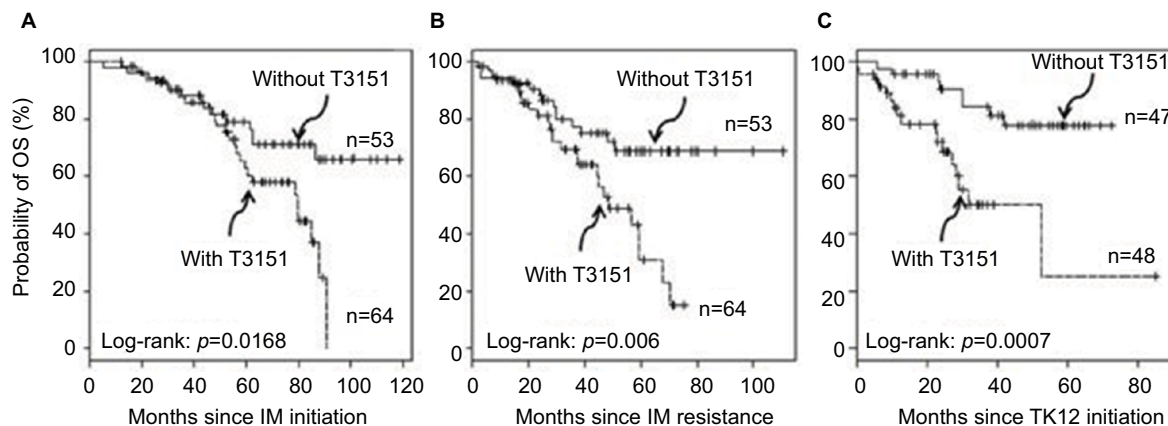 A
Probability of OS (%)
100
80
60
40
20
0
Without T3151
n=53
With T3151
n=64
Log-rank: p=0.0168
0 20 40 60 80 100 120
Months since IM initiation
B
100
80
60
40
20
0
Without T3151
n=53
With T3151
n=64
Log-rank: p=0.006
0 20 40 60 80 100
Months since IM resistance
C
100
80
60
40
20
0
Without T3151
n=47
With T3151
n=48
Log-rank: p=0.0007
0 20 40 60 80
Months since TK12 initiation